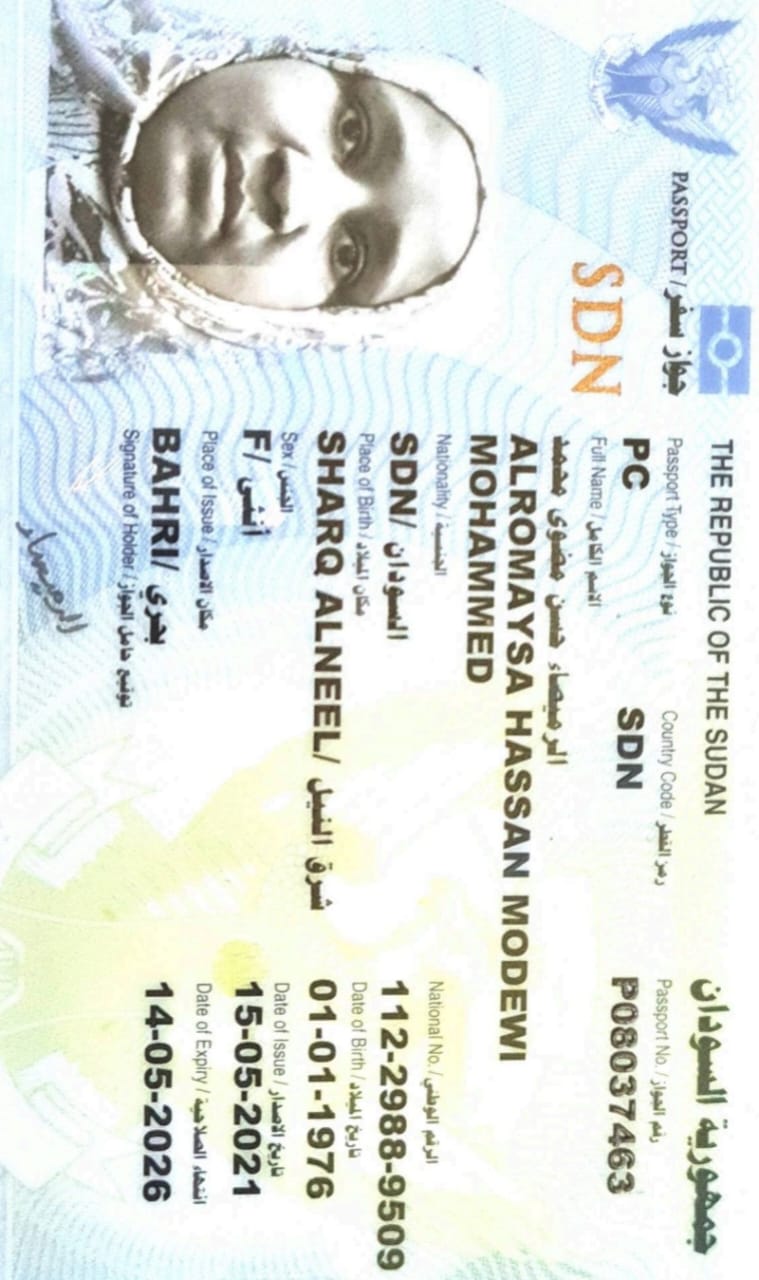 THE REPUBLIC OF THE SUDAN جمهورية السودان
PASSPORT / جواز سفر
SDN
Passport Type / نوع الجواز Country Code / رمز القطر Passport No. / رقم الجواز
PC SDN P08037463
Full Name / الاسم الكامل
الرميصاء حسن مضوى محمد
ALROMAYSA HASSAN MODEWI
MOHAMMED
Nationality / الجنسية National No. / الرقم الوطني
SDN/ السودان 112-2988-9509
Place of Birth / مكان الميلاد Date of Birth / تاريخ الميلاد
SHARQ ALNEEL/ شرق النيل 01-01-1976
Sex / الجنس Date of Issue / تاريخ الاصدار
F/ أنثى 15-05-2021
Place of Issue / مكان الاصدار Date of Expiry / انتهاء الصلاحية
BAHRI/ بحري 14-05-2026
Signature of Holder / توقيع حامل الجواز
الرميصاء